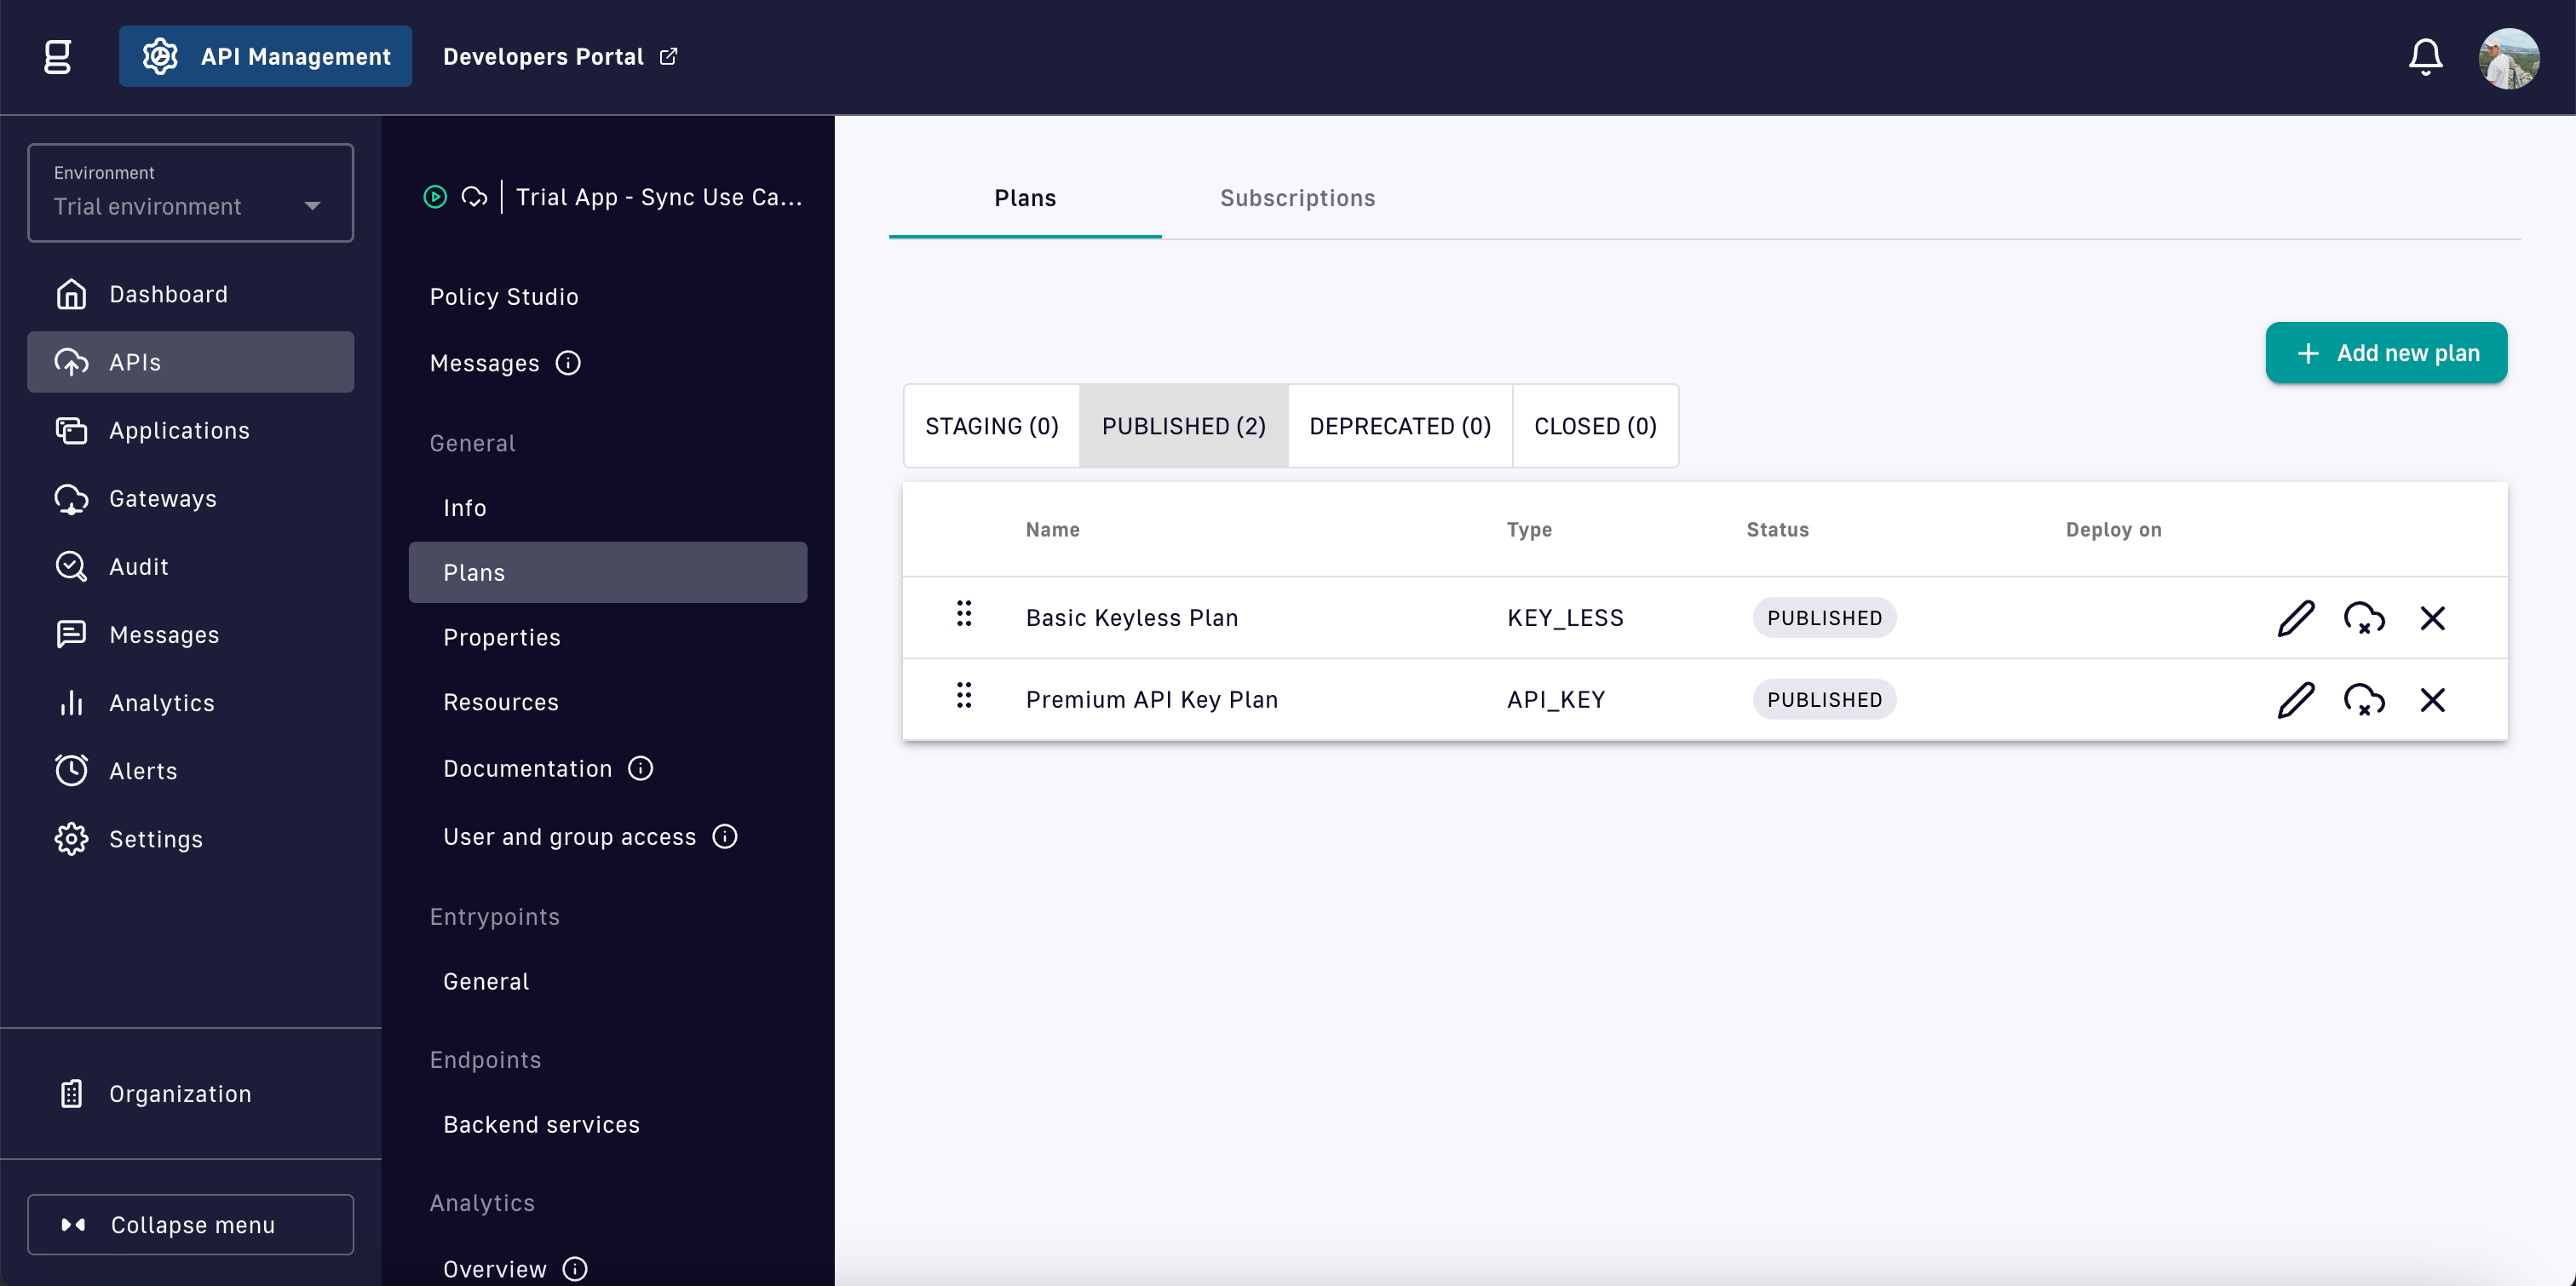 API Management
Developers Portal
Environment
Trial environment
Dashboard
APIs
Applications
Gateways
Audit
Messages
Analytics
Alerts
Settings
Organization
Collapse menu
Trial App - Sync Use Ca...
Policy Studio
Messages
General
Info
Plans
Properties
Resources
Documentation
User and group access
Entrypoints
General
Endpoints
Backend services
Analytics
Overview
Plans Subscriptions
Add new plan
STAGING (0) PUBLISHED (2) DEPRECATED (0) CLOSED (0)
Name Type Status Deploy on
Basic Keyless Plan KEY_LESS PUBLISHED
Premium API Key Plan API_KEY PUBLISHED